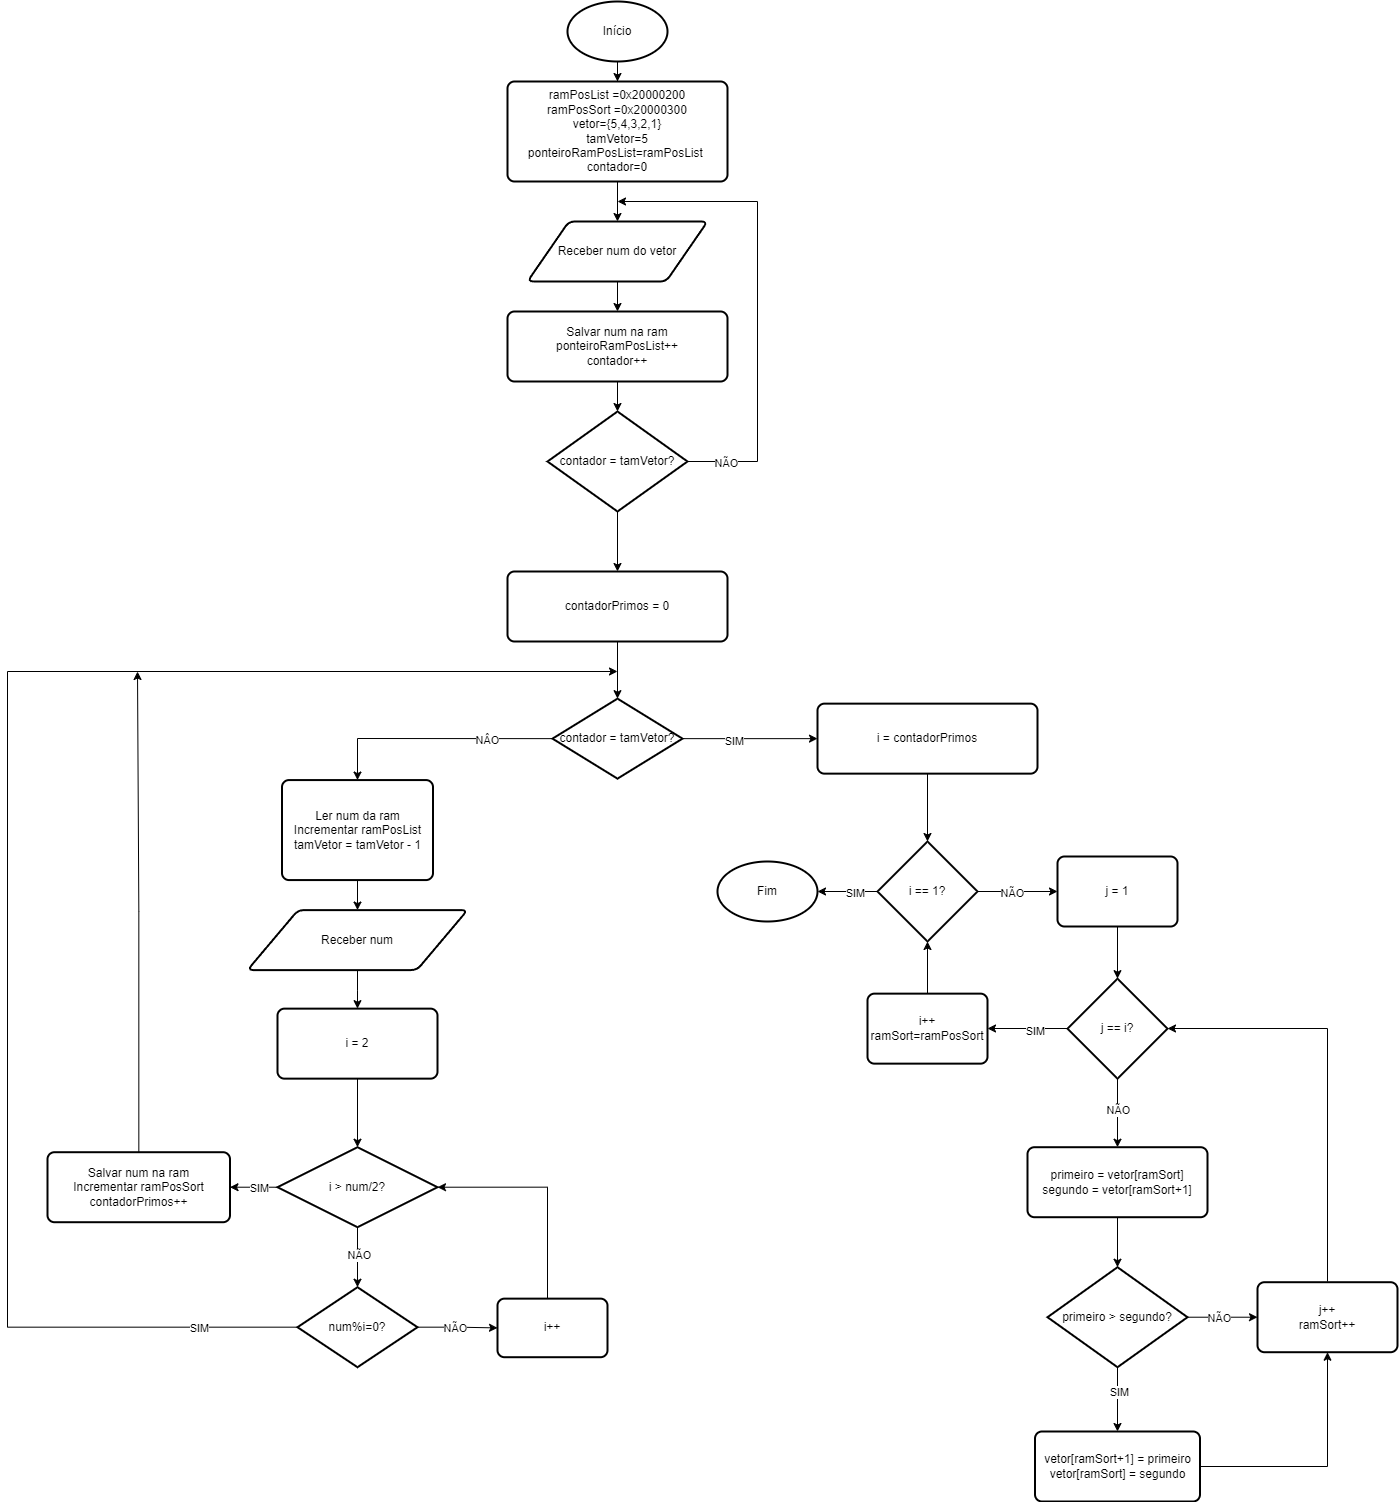 Início
ramPosList =0x20000200
ramPosSort =0x20000300
vetor={5,4,3,2,1}
tamVetor=5
ponteiroRamPosList=ramPosList
contador=0
Receber num do vetor
Salvar num na ram
ponteiroRamPosList++
contador++
contador = tamVetor?
NÃO
contadorPrimos = 0
contador = tamVetor?
NÂO
SIM
i = contadorPrimos
Ler num da ram
Incrementar ramPosList
tamVetor = tamVetor - 1
Receber num
i = 2
i > num/2?
SIM
Salvar num na ram
Incrementar ramPosSort
contadorPrimos++
NÃO
num%i=0?
SIM
NÃO
i++
i == 1?
SIM
Fim
NÃO
j = 1
j == i?
SIM
i++
ramSort=ramPosSort
NÃO
primeiro = vetor[ramSort]
segundo = vetor[ramSort+1]
primeiro > segundo?
NÃO
j++
ramSort++
SIM
vetor[ramSort+1] = primeiro
vetor[ramSort] = segundo